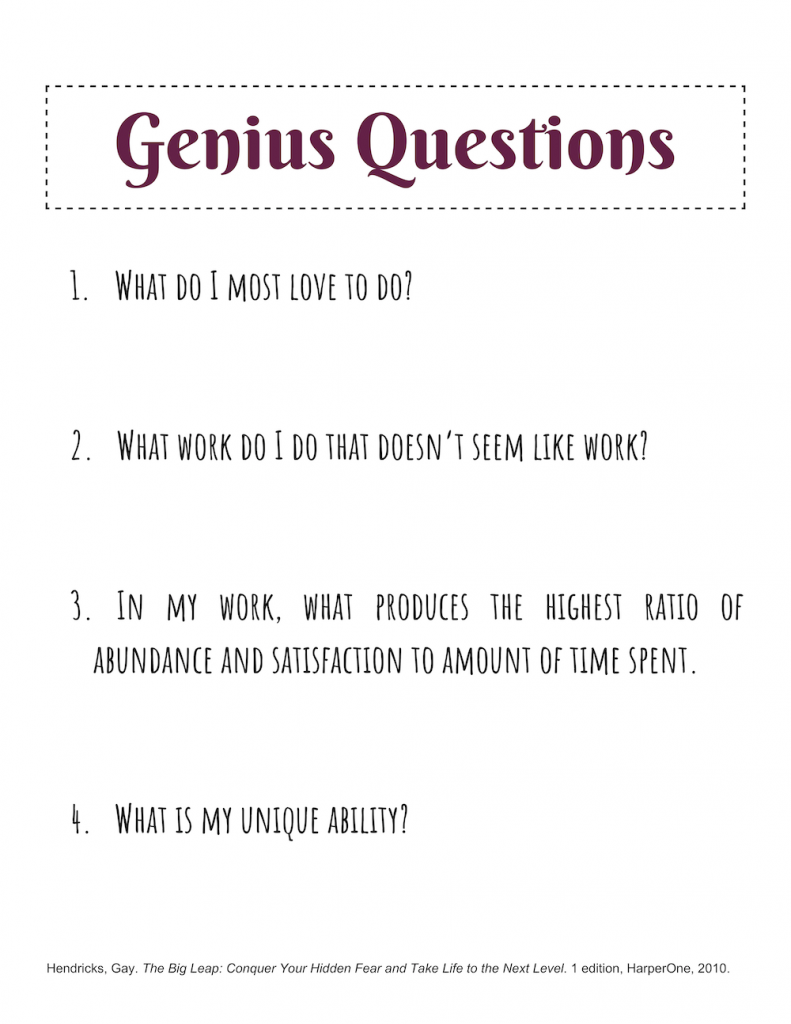 Genius Questions
1. What do I most love to do?
2. What work do I do that doesn't seem like work?
3. In my work, what produces the highest ratio of
abundance and satisfaction to amount of time spent.
4. What is my unique ability?
Hendricks, Gay. The Big Leap: Conquer Your Hidden Fear and Take Life to the Next Level. 1 edition, HarperOne, 2010.